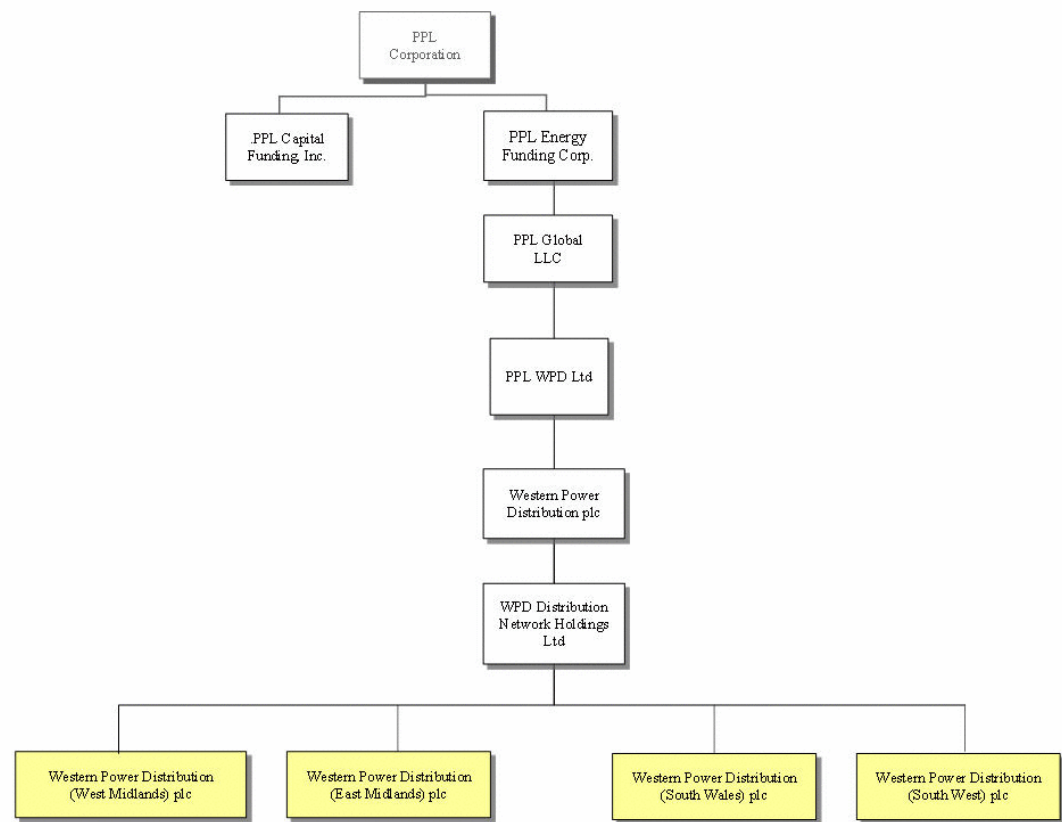 PPL
Corporation
.PPL Capital
Funding, Inc.
PPL Energy
Funding Corp.
PPL Global
LLC
PPL WPD Ltd
Western Power
Distribution plc
WPD Distribution
Network Holdings
Ltd
Western Power Distribution
(West Midlands) plc
Western Power Distribution
(East Midlands) plc
Western Power Distribution
(South Wales) plc
Western Power Distribution
(South West) plc